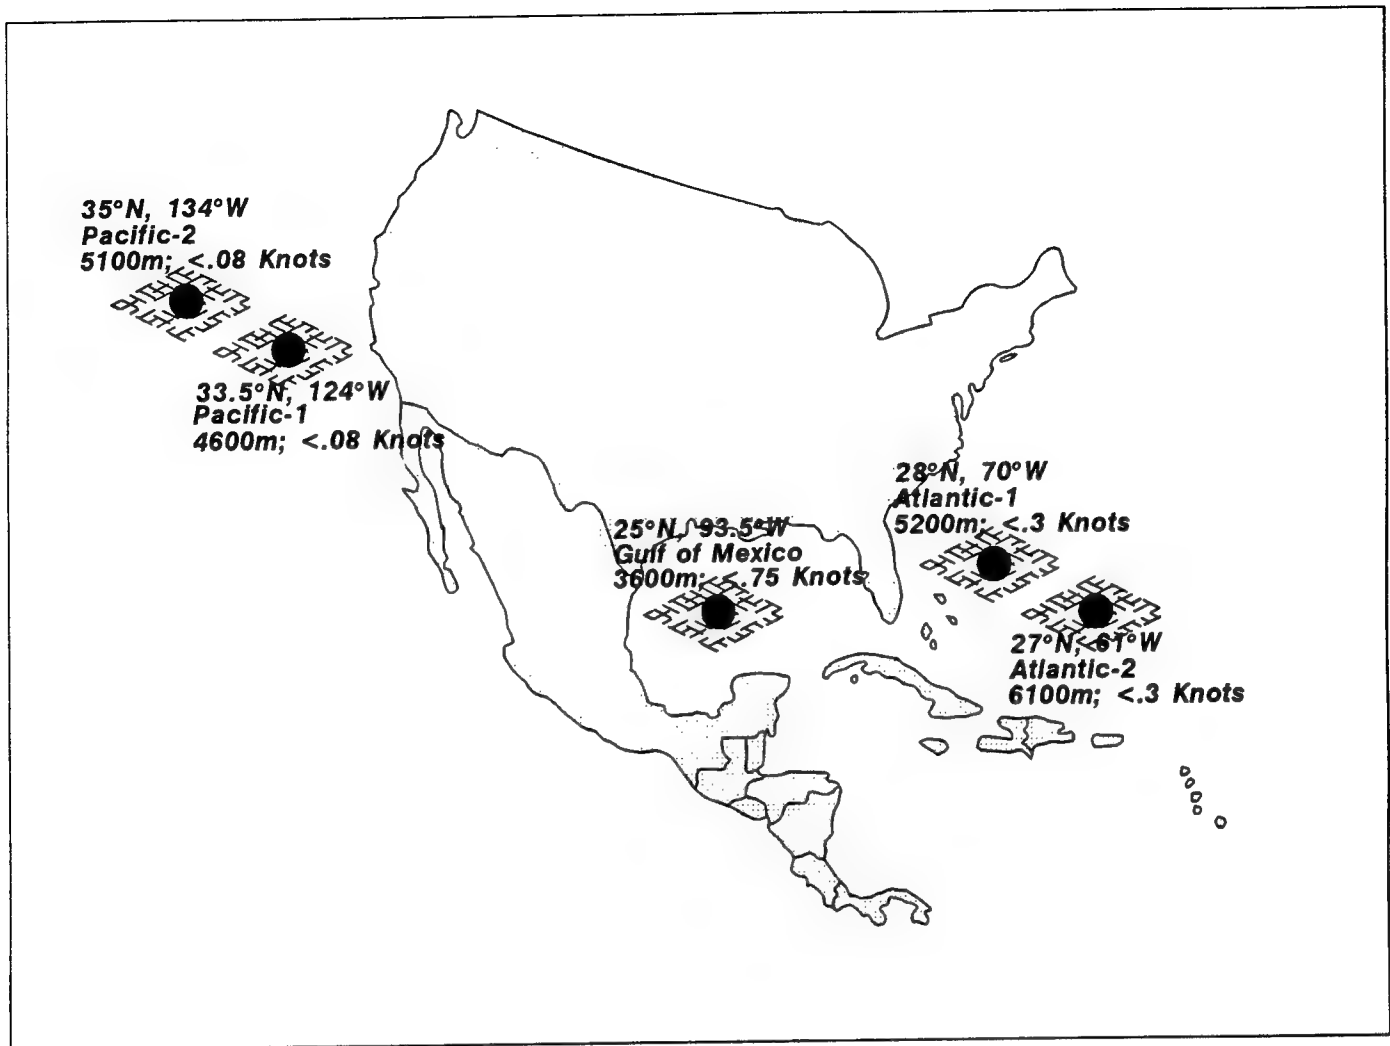 35°N, 134°W
Pacific-2
5100m; <.08 Knots
33.5°N, 124°W
Pacific-1
4600m; <.08 Knots
28°N, 70°W
Atlantic-1
5200m; <.3 Knots
25°N, 93.5°W
Gulf of Mexico
3600m; <.75 Knots
27°N, 61°W
Atlantic-2
6100m; <.3 Knots